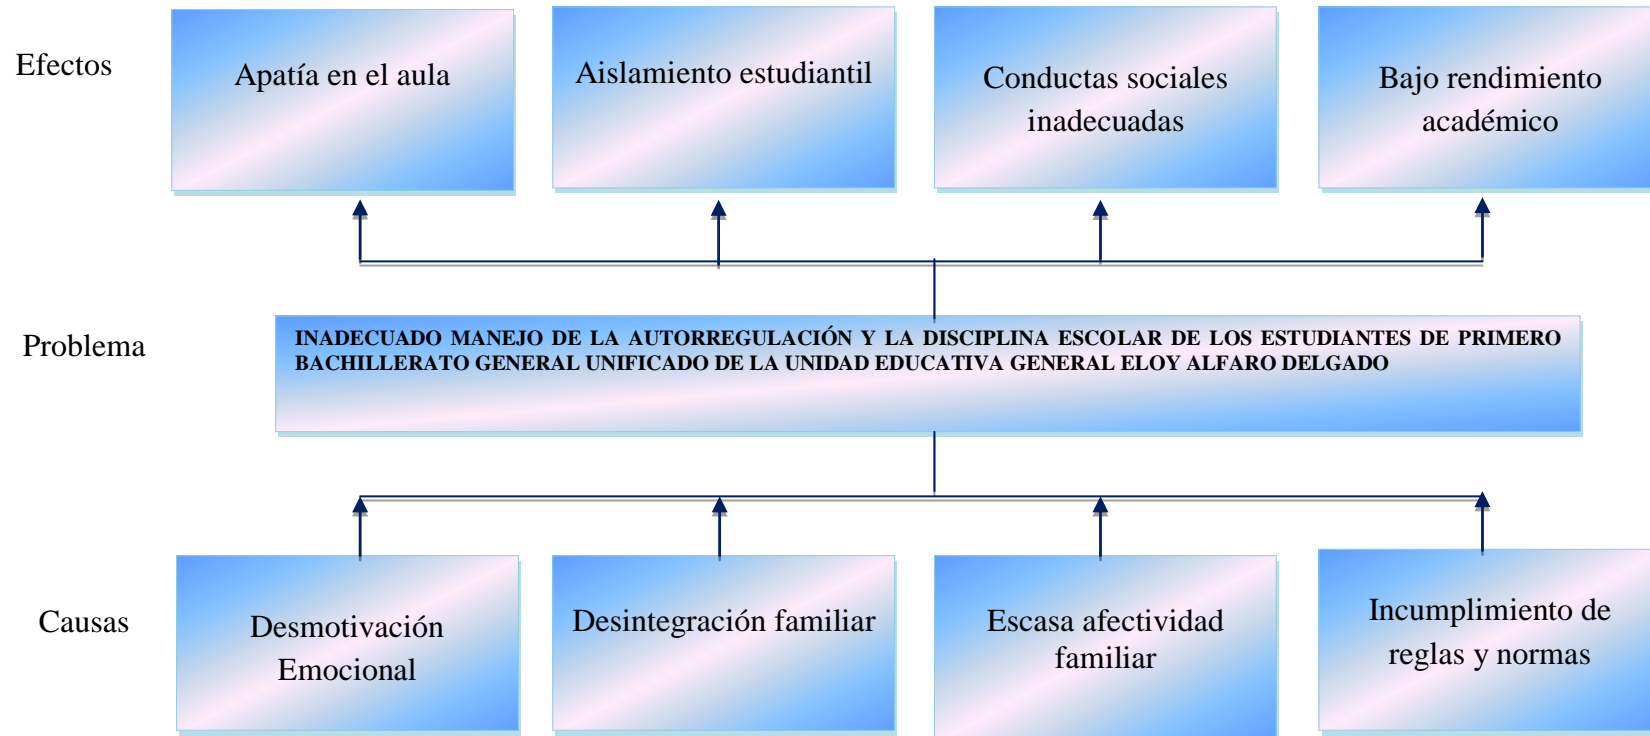 Efectos
Apatía en el aula
Aislamiento estudiantil
Conductas sociales
inadecuadas
Bajo rendimiento
académico
Problema
INADECUADO MANEJO DE LA AUTORREGULACIÓN Y LA DISCIPLINA ESCOLAR DE LOS ESTUDIANTES DE PRIMERO
BACHILLERATO GENERAL UNIFICADO DE LA UNIDAD EDUCATIVA GENERAL ELOY ALFARO DELGADO
Causas
Desmotivación
Emocional
Desintegración familiar
Escasa afectividad
familiar
Incumplimiento de
reglas y normas